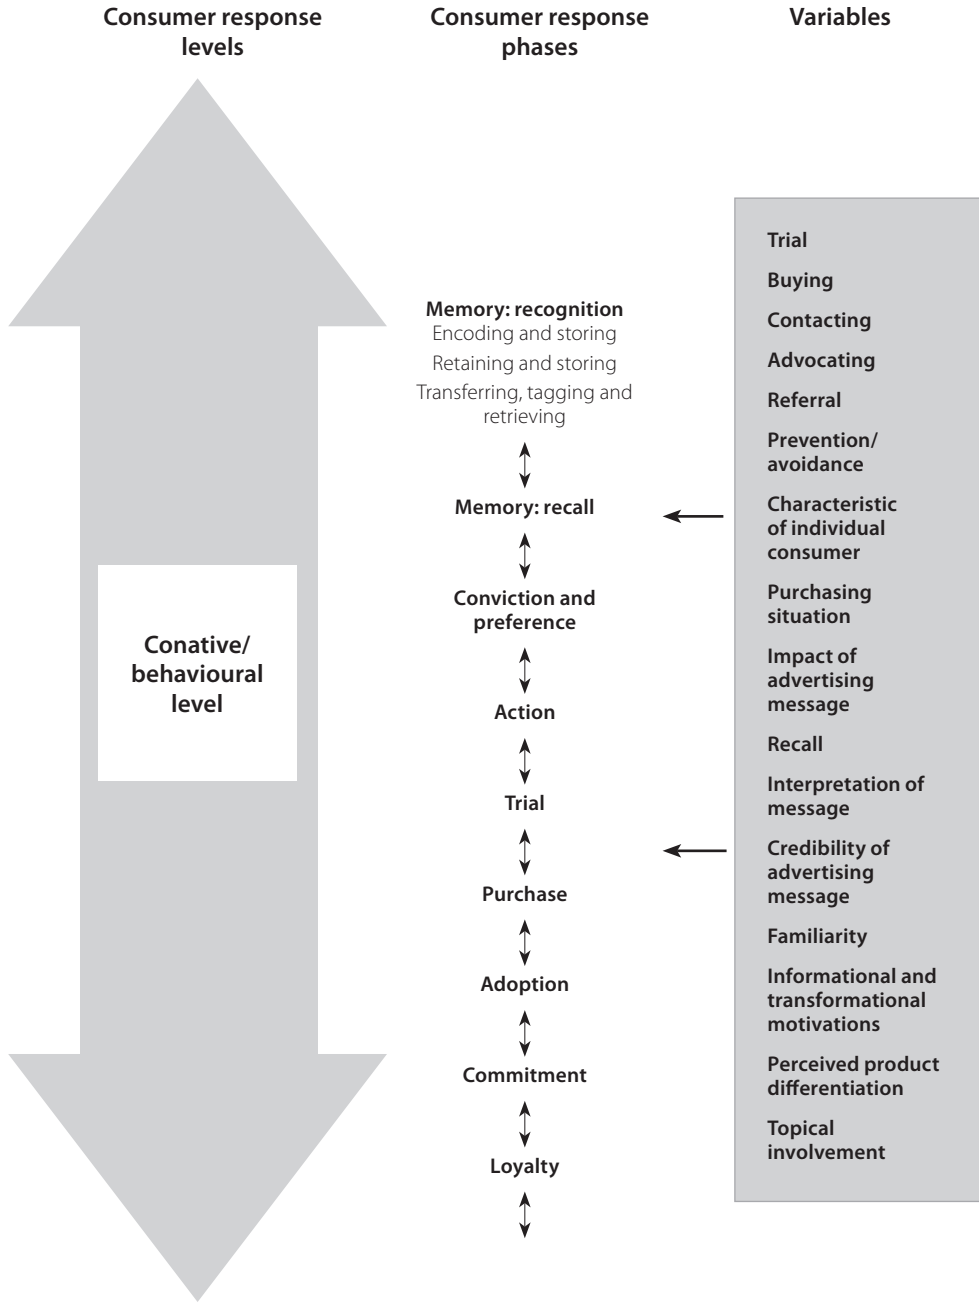 Consumer response
levels
Consumer response
phases
Variables
Conative/
behavioural
level
Memory: recognition
Encoding and storing
Retaining and storing
Transferring, tagging and
retrieving
Memory: recall
Conviction and
preference
Action
Trial
Purchase
Adoption
Commitment
Loyalty
Trial
Buying
Contacting
Advocating
Referral
Prevention/
avoidance
Characteristic
of individual
consumer
Purchasing
situation
Impact of
advertising
message
Recall
Interpretation of
message
Credibility of
advertising
message
Familiarity
Informational and
transformational
motivations
Perceived product
differentiation
Topical
involvement